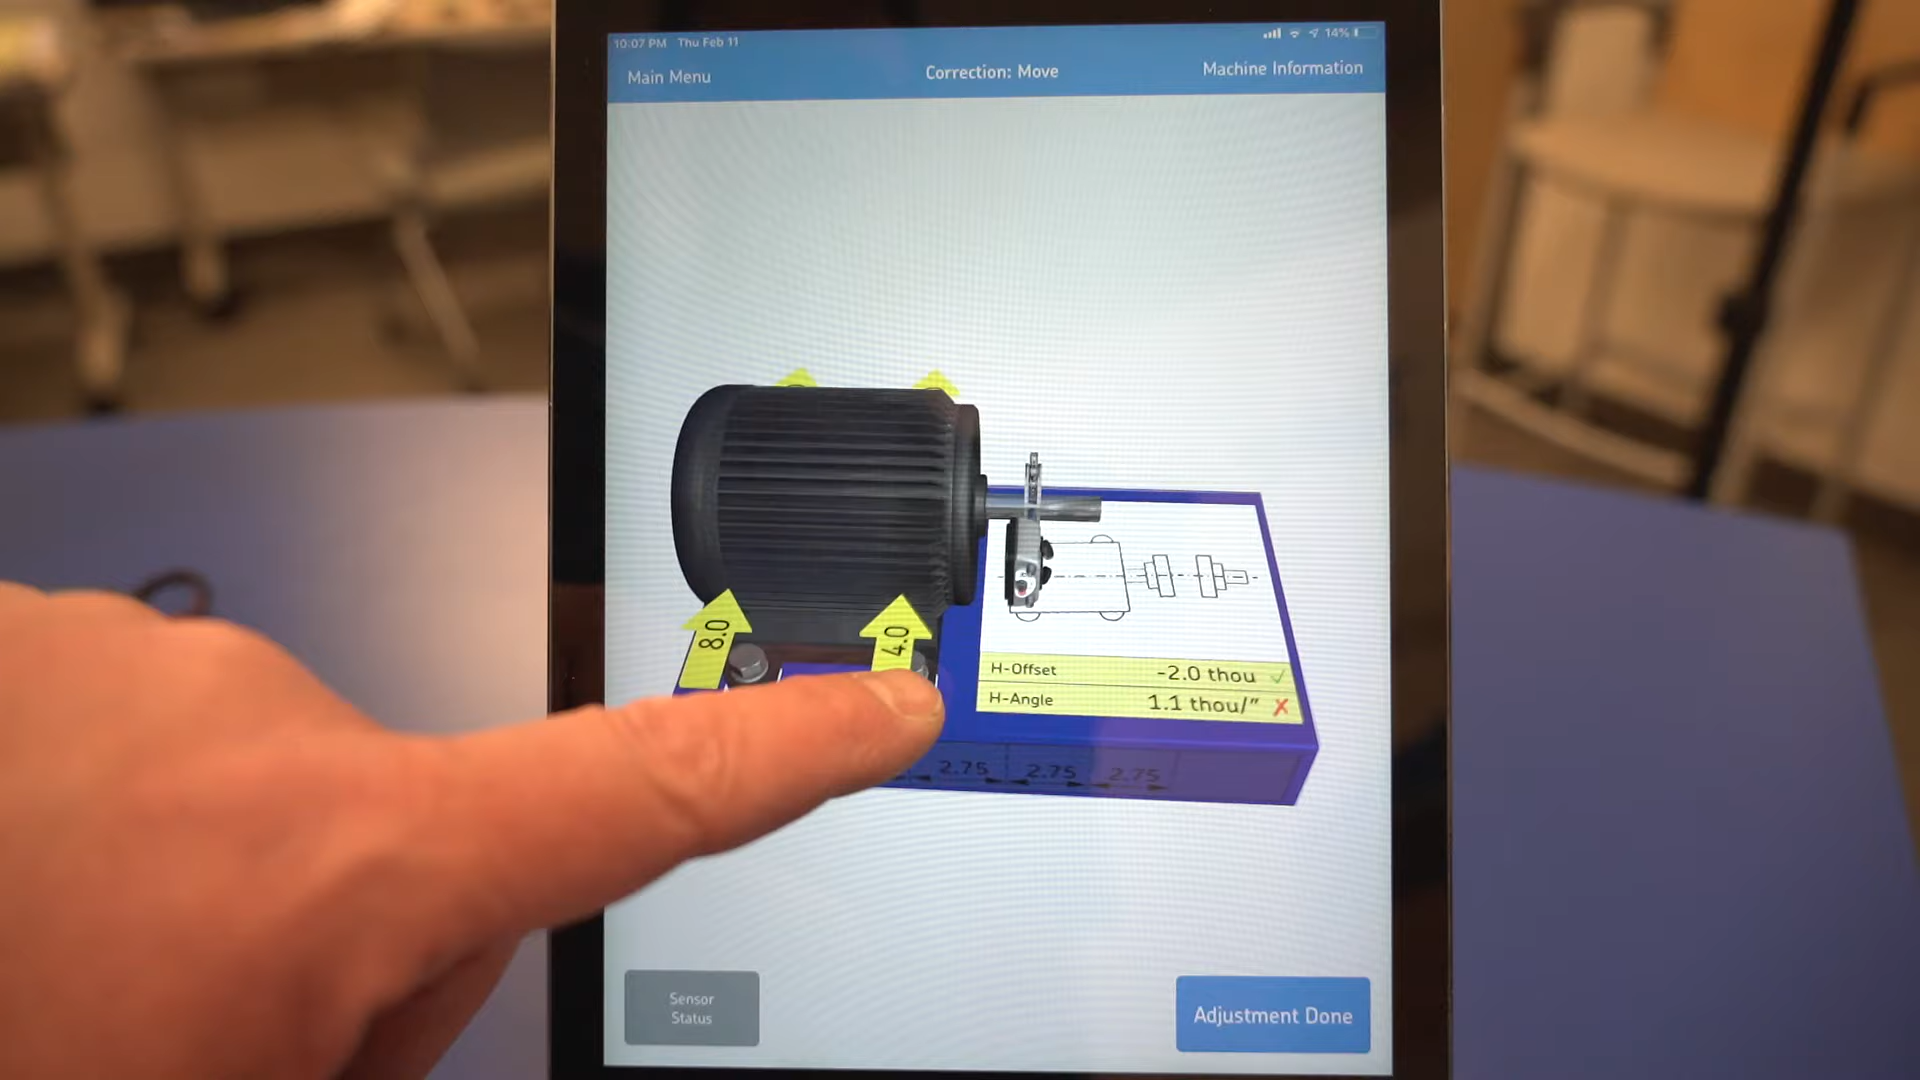 10:07 PM Thu Feb 11
14%
Main Menu
Correction: Move
Machine Information
8.0
4.0
H-Offset -2.0 thou ✓
H-Angle 1.1 thou/" ✗
2.75 2.75 2.75
Sensor
Status
Adjustment Done